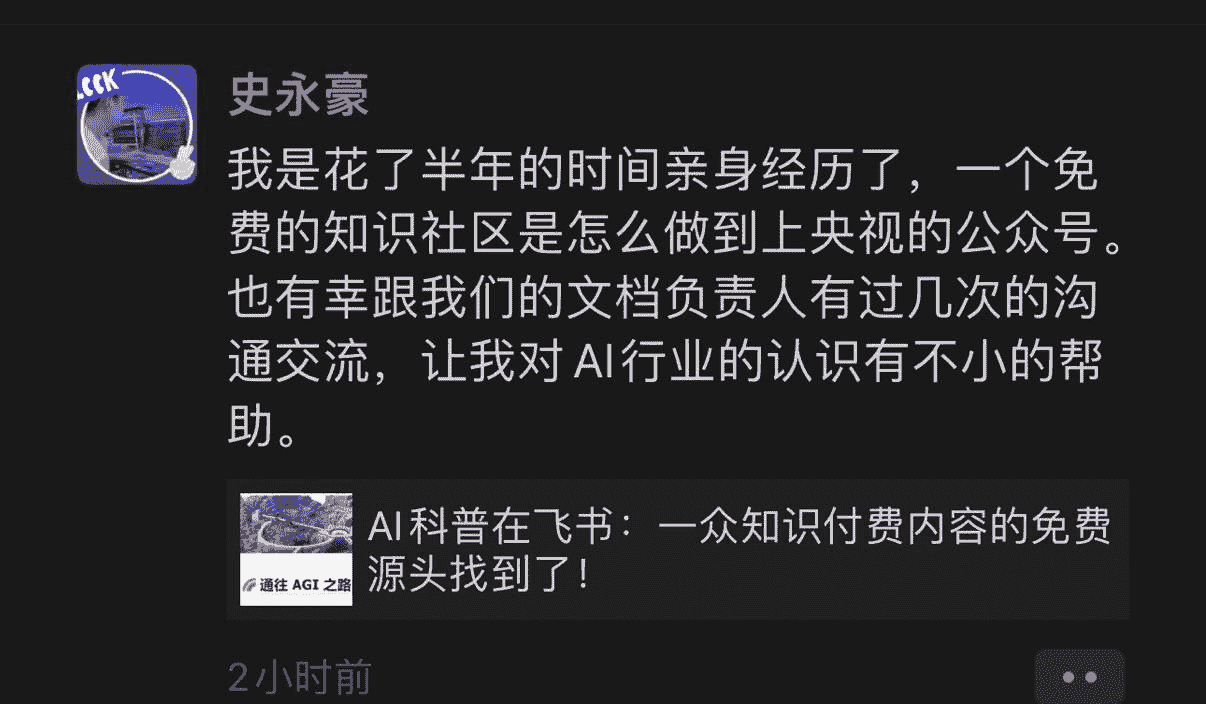 LCCK
史永豪
我是花了半年的时间亲身经历了，一个免
费的知识社区是怎么做到上央视的公众号。
也有幸跟我们的文档负责人有过几次的沟
通交流，让我对AI行业的认识有不小的帮
助。
AI科普在飞书：一众知识付费内容的免费
源头找到了！
通往 AGI 之路
2小时前